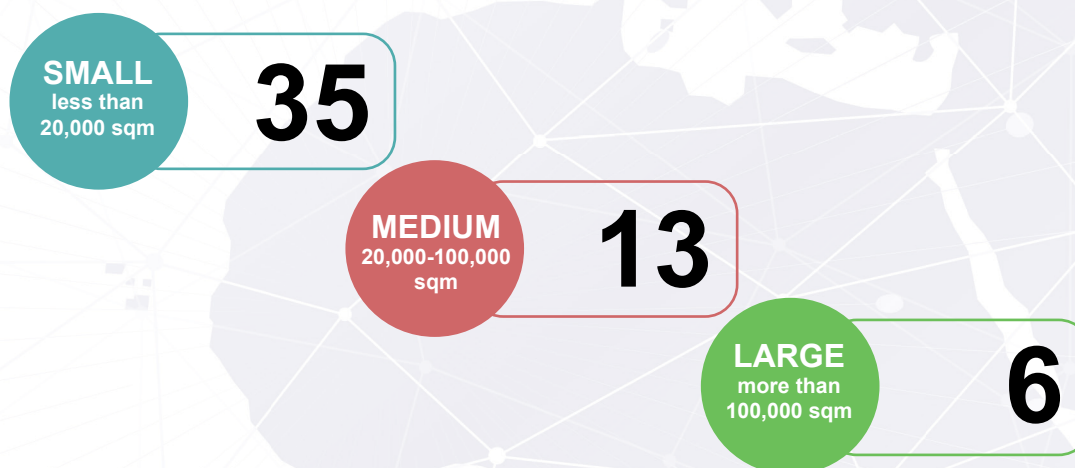 SMALL
less than
20,000 sqm
35
MEDIUM
20,000-100,000
sqm
13
LARGE
more than
100,000 sqm
6